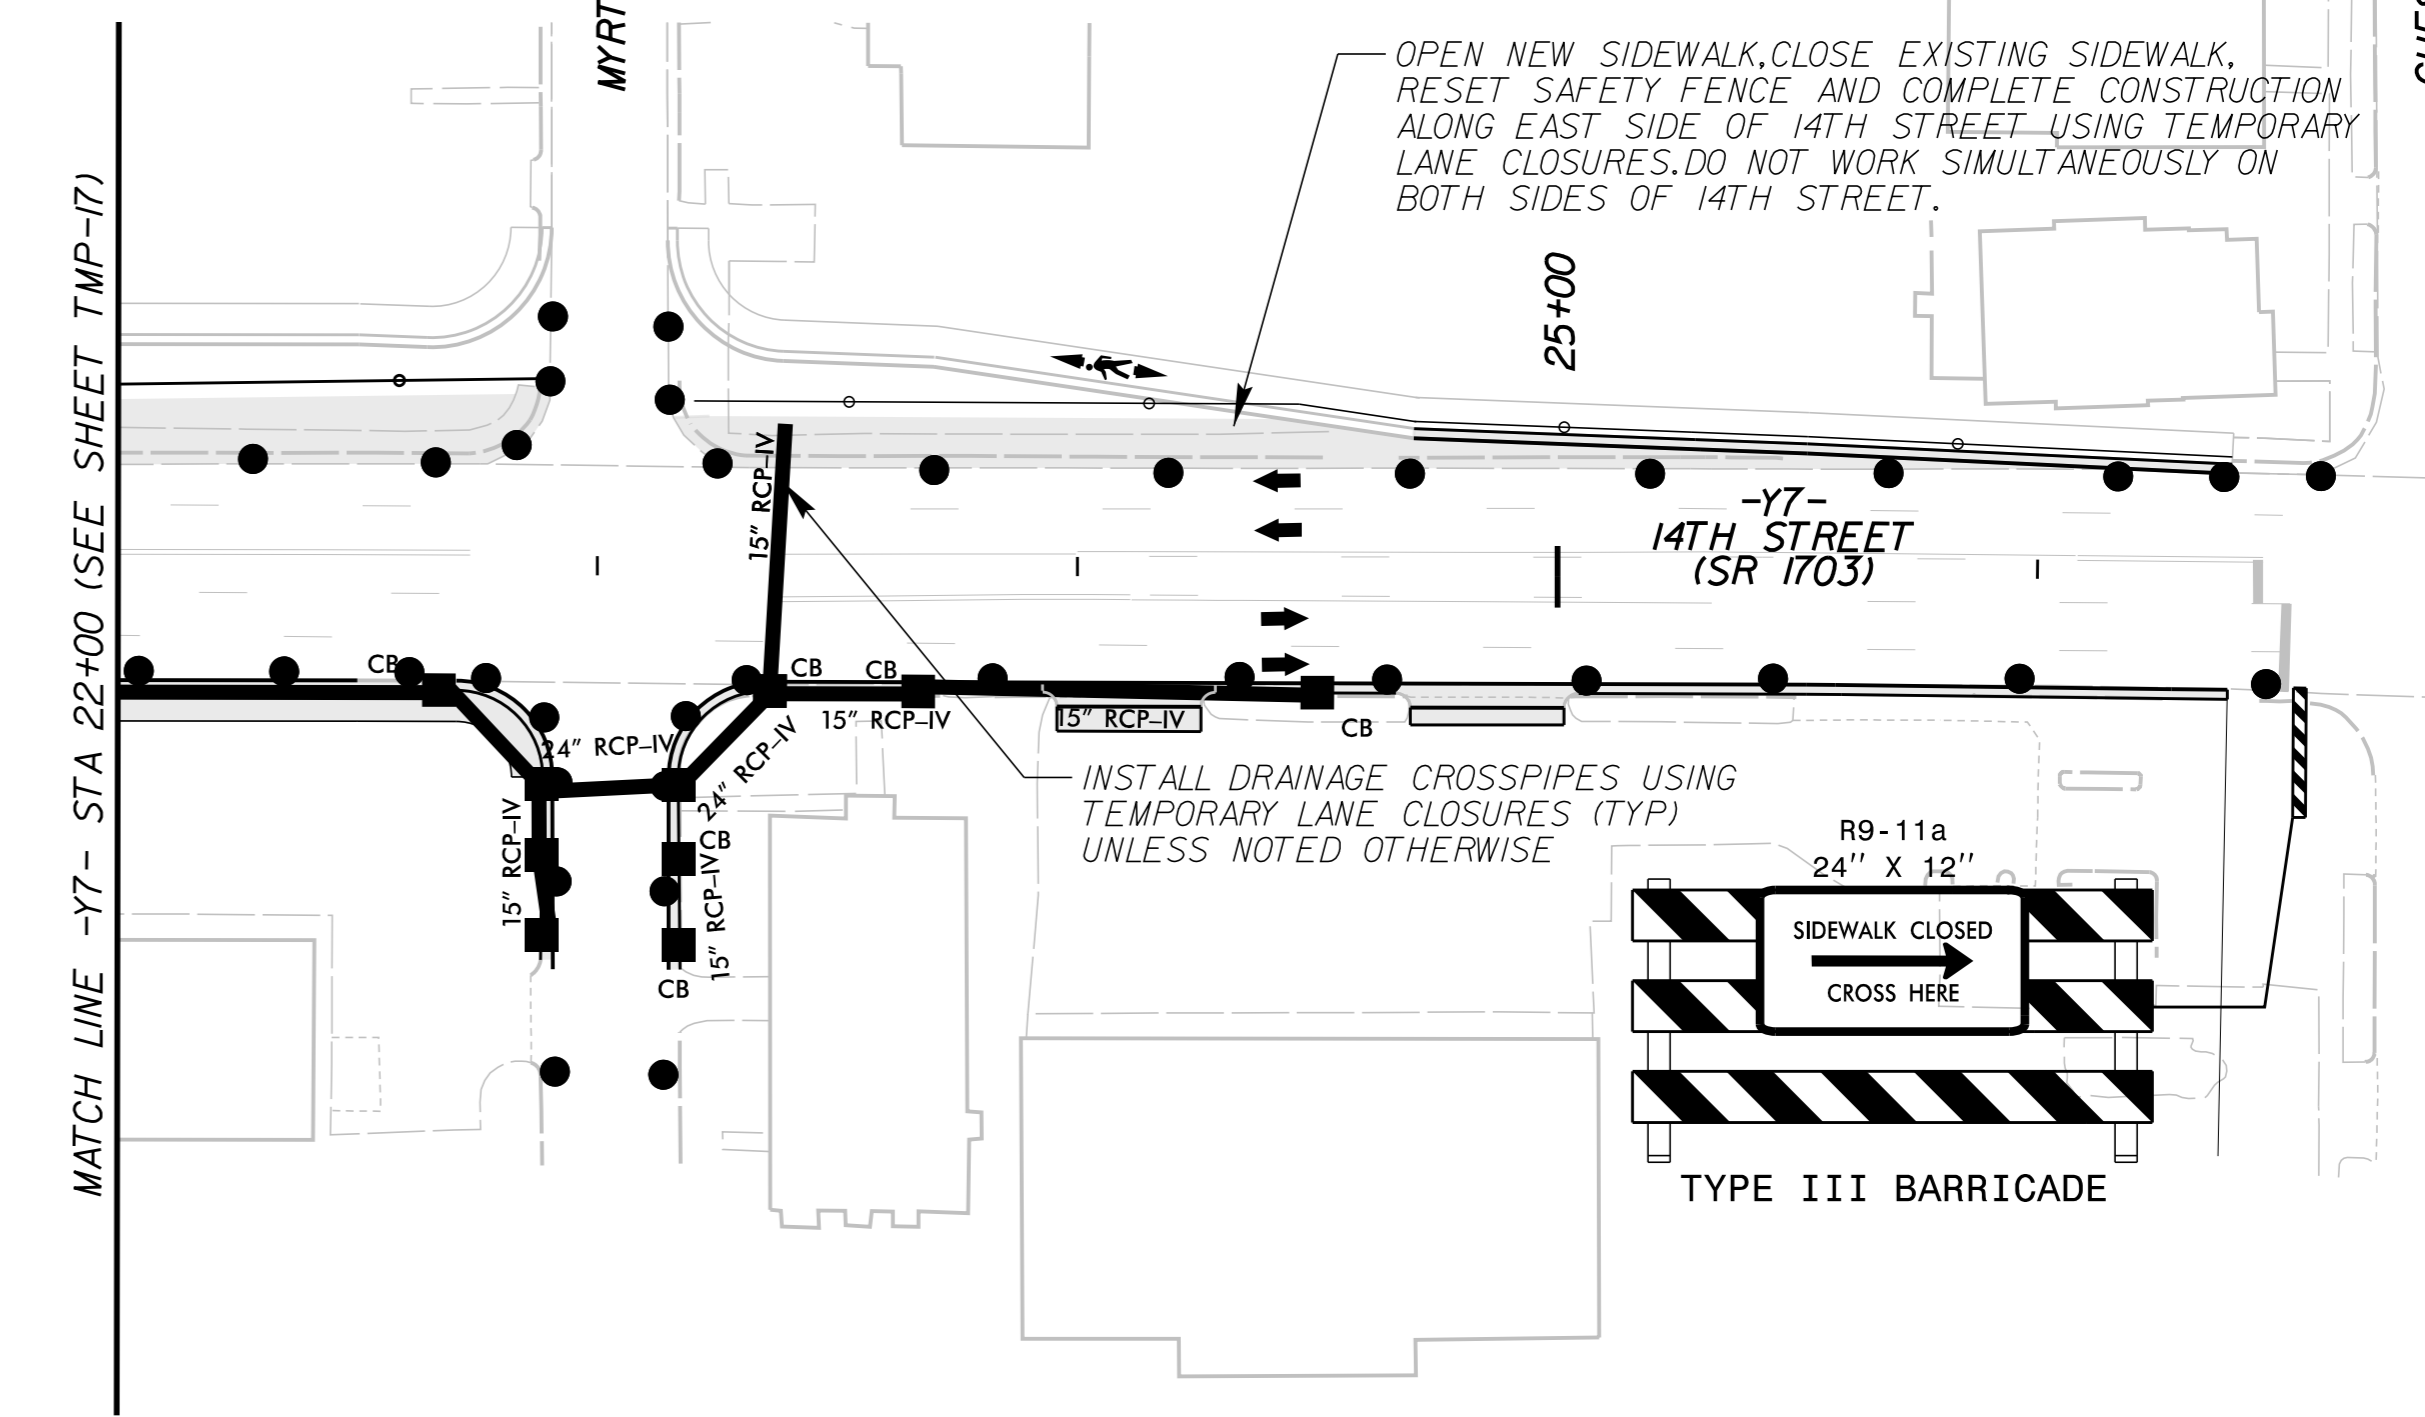 MYRT
OPEN NEW SIDEWALK, CLOSE EXISTING SIDEWALK,
RESET SAFETY FENCE AND COMPLETE CONSTRUCTION
ALONG EAST SIDE OF 14TH STREET USING TEMPORARY
LANE CLOSURES. DO NOT WORK SIMULTANEOUSLY ON
BOTH SIDES OF 14TH STREET.
MATCH LINE -Y7- STA 22+00 (SEE SHEET TMP-17)
25+00
-Y7-
14TH STREET
(SR 1703)
15" RCP-IV
CB
CB
CB
15" RCP-IV
15" RCP-IV
CB
24" RCP-IV
24" RCP-IV
INSTALL DRAINAGE CROSSPIPES USING
TEMPORARY LANE CLOSURES (TYP)
UNLESS NOTED OTHERWISE
15" RCP-IV
CB
15" RCP-IV
CB
R9-11a
24" X 12"
SIDEWALK CLOSED
CROSS HERE
TYPE III BARRICADE